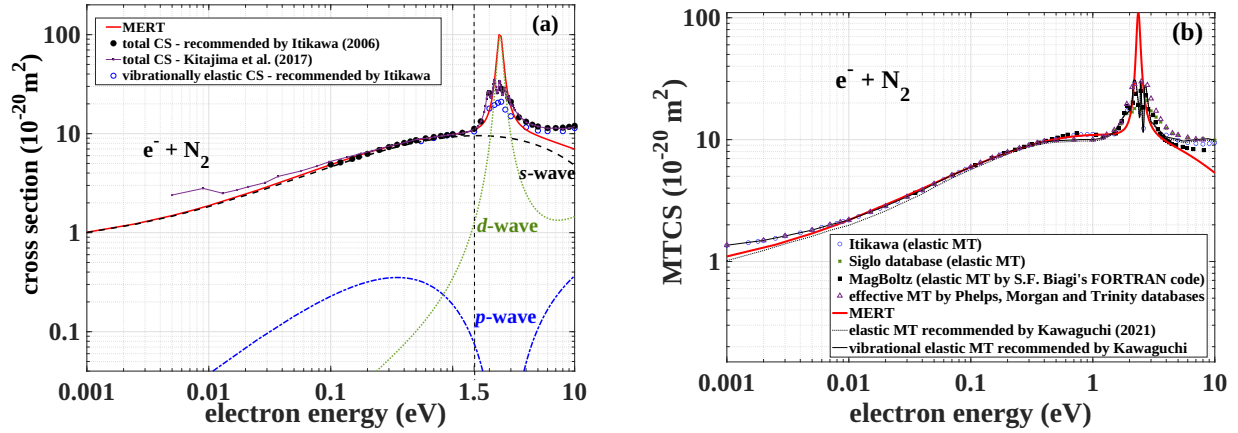 (a)
MERT
total CS - recommended by Itikawa (2006)
total CS - Kitajima et al. (2017)
vibrationally elastic CS - recommended by Itikawa
e⁻ + N₂
s-wave
d-wave
p-wave
cross section (10⁻²⁰ m²)
100
10
1
0.1
0.001
0.01
0.1
1
1.5
10
electron energy (eV)
(b)
e⁻ + N₂
Itikawa (elastic MT)
Siglo database (elastic MT)
MagBoltz (elastic MT by S.F. Biagi's FORTRAN code)
effective MT by Phelps, Morgan and Trinity databases
MERT
elastic MT recommended by Kawaguchi (2021)
vibrational elastic MT recommended by Kawaguchi
MTCS (10⁻²⁰ m²)
100
10
1
0.001
0.01
0.1
1
10
electron energy (eV)